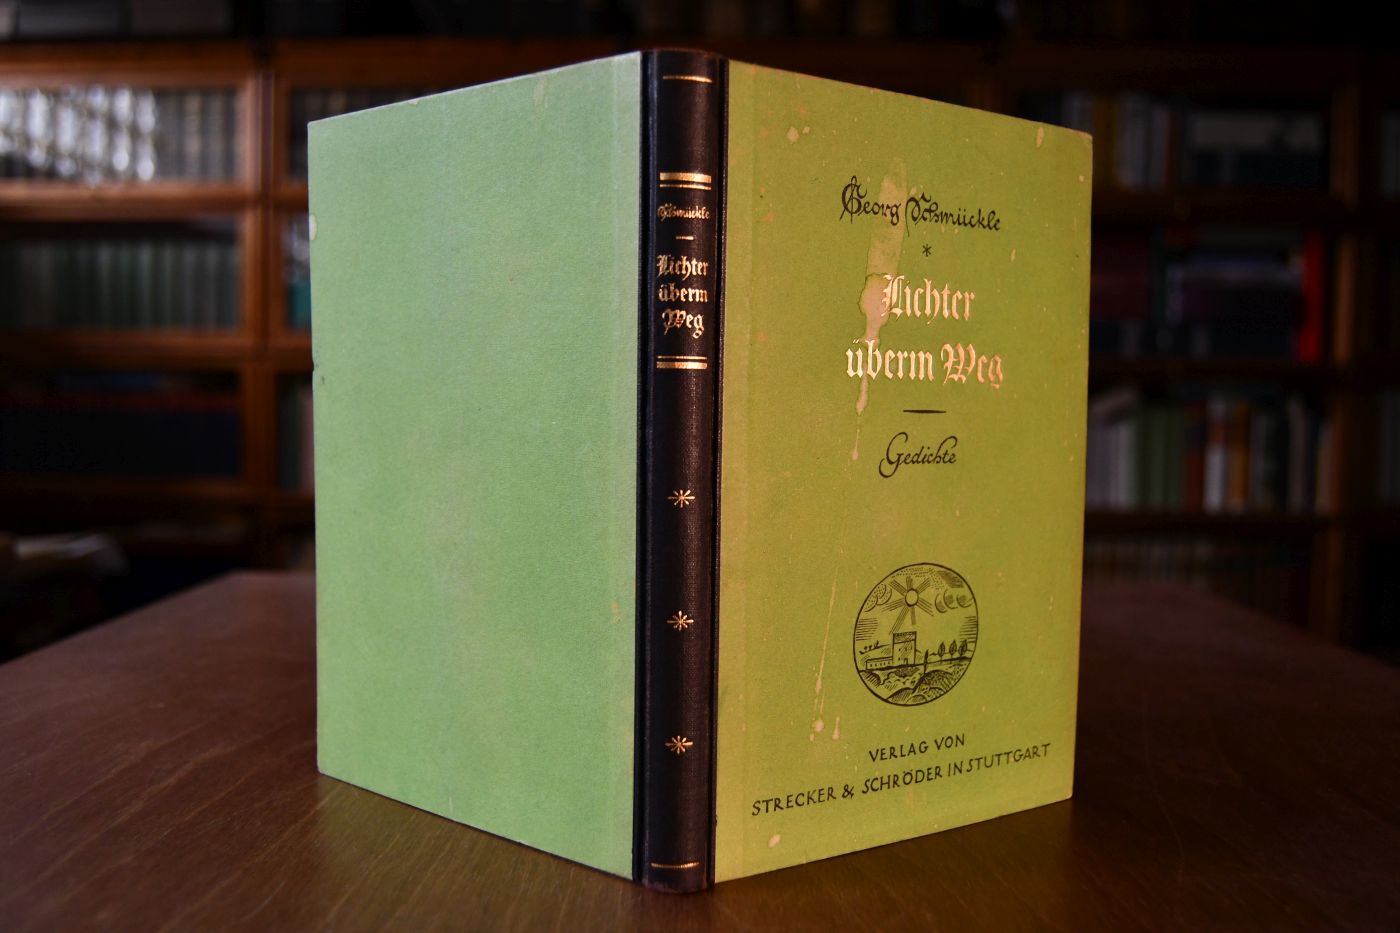 Schmückle
Lichter
überm
Weg
Georg Schmückle
*
Lichter
überm Weg
Gedichte
VERLAG VON
STRECKER & SCHRÖDER IN STUTTGART